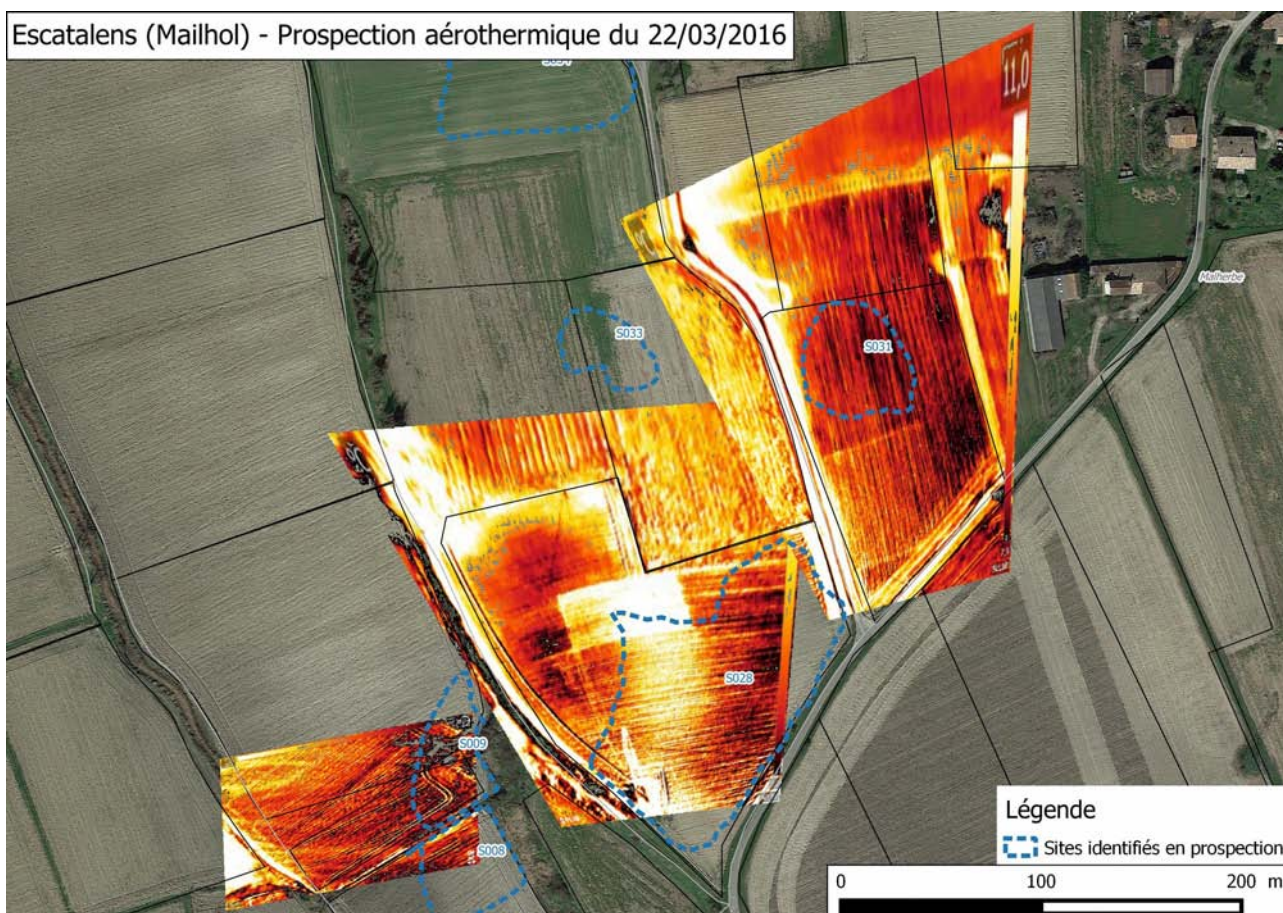 Escatalens (Mailhol) - Prospection aérothermique du 22/03/2016
11,0
°C
S033
S031
Malherbe
°C
S028
S009
S008
Légende
Sites identifiés en prospection
0 100 200 m